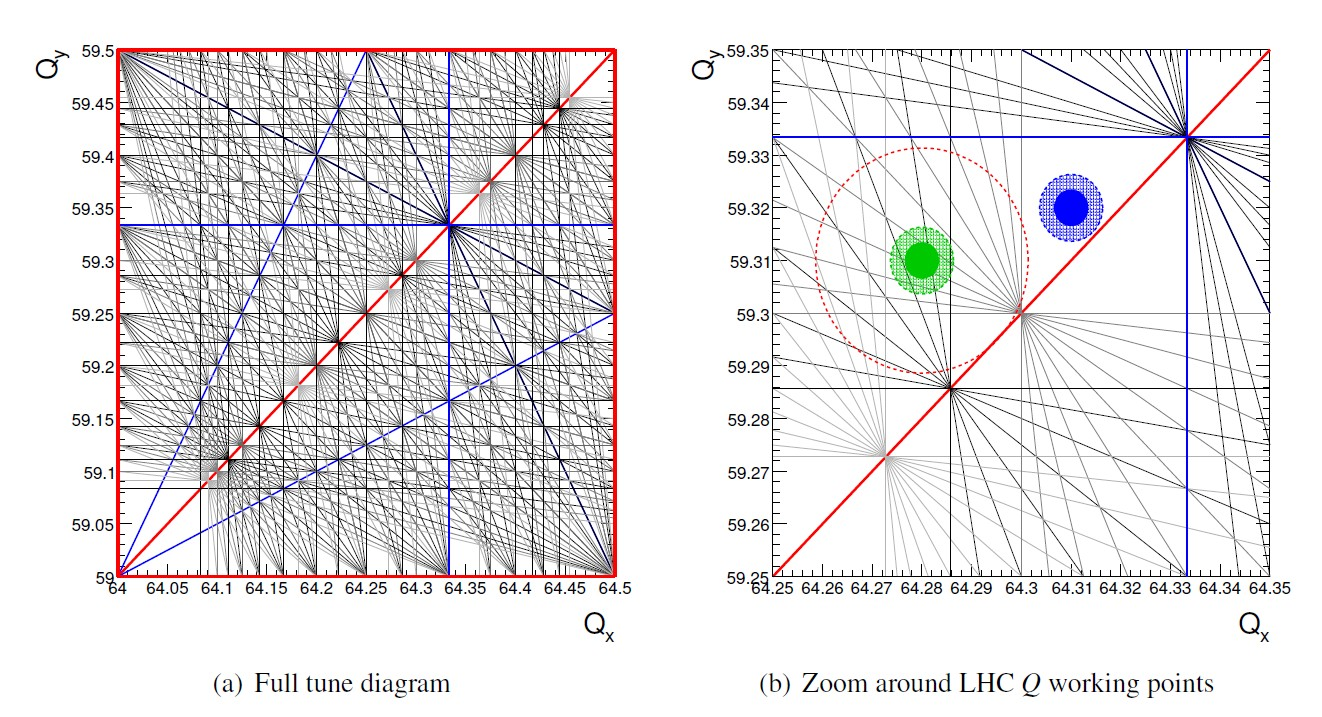 Qy
59.5
59.45
59.4
59.35
59.3
59.25
59.2
59.15
59.1
59.05
59
64 64.05 64.1 64.15 64.2 64.25 64.3 64.35 64.4 64.45 64.5
Qx
(a) Full tune diagram
Qy
59.35
59.34
59.33
59.32
59.31
59.3
59.29
59.28
59.27
59.26
59.25
64.25 64.26 64.27 64.28 64.29 64.3 64.31 64.32 64.33 64.34 64.35
Qx
(b) Zoom around LHC Q working points